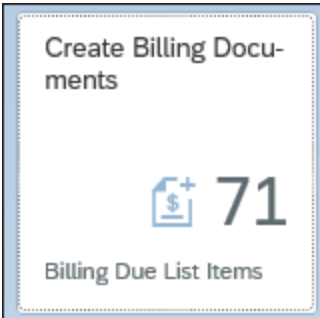 Create Billing Docu-
ments
$
71
Billing Due List Items